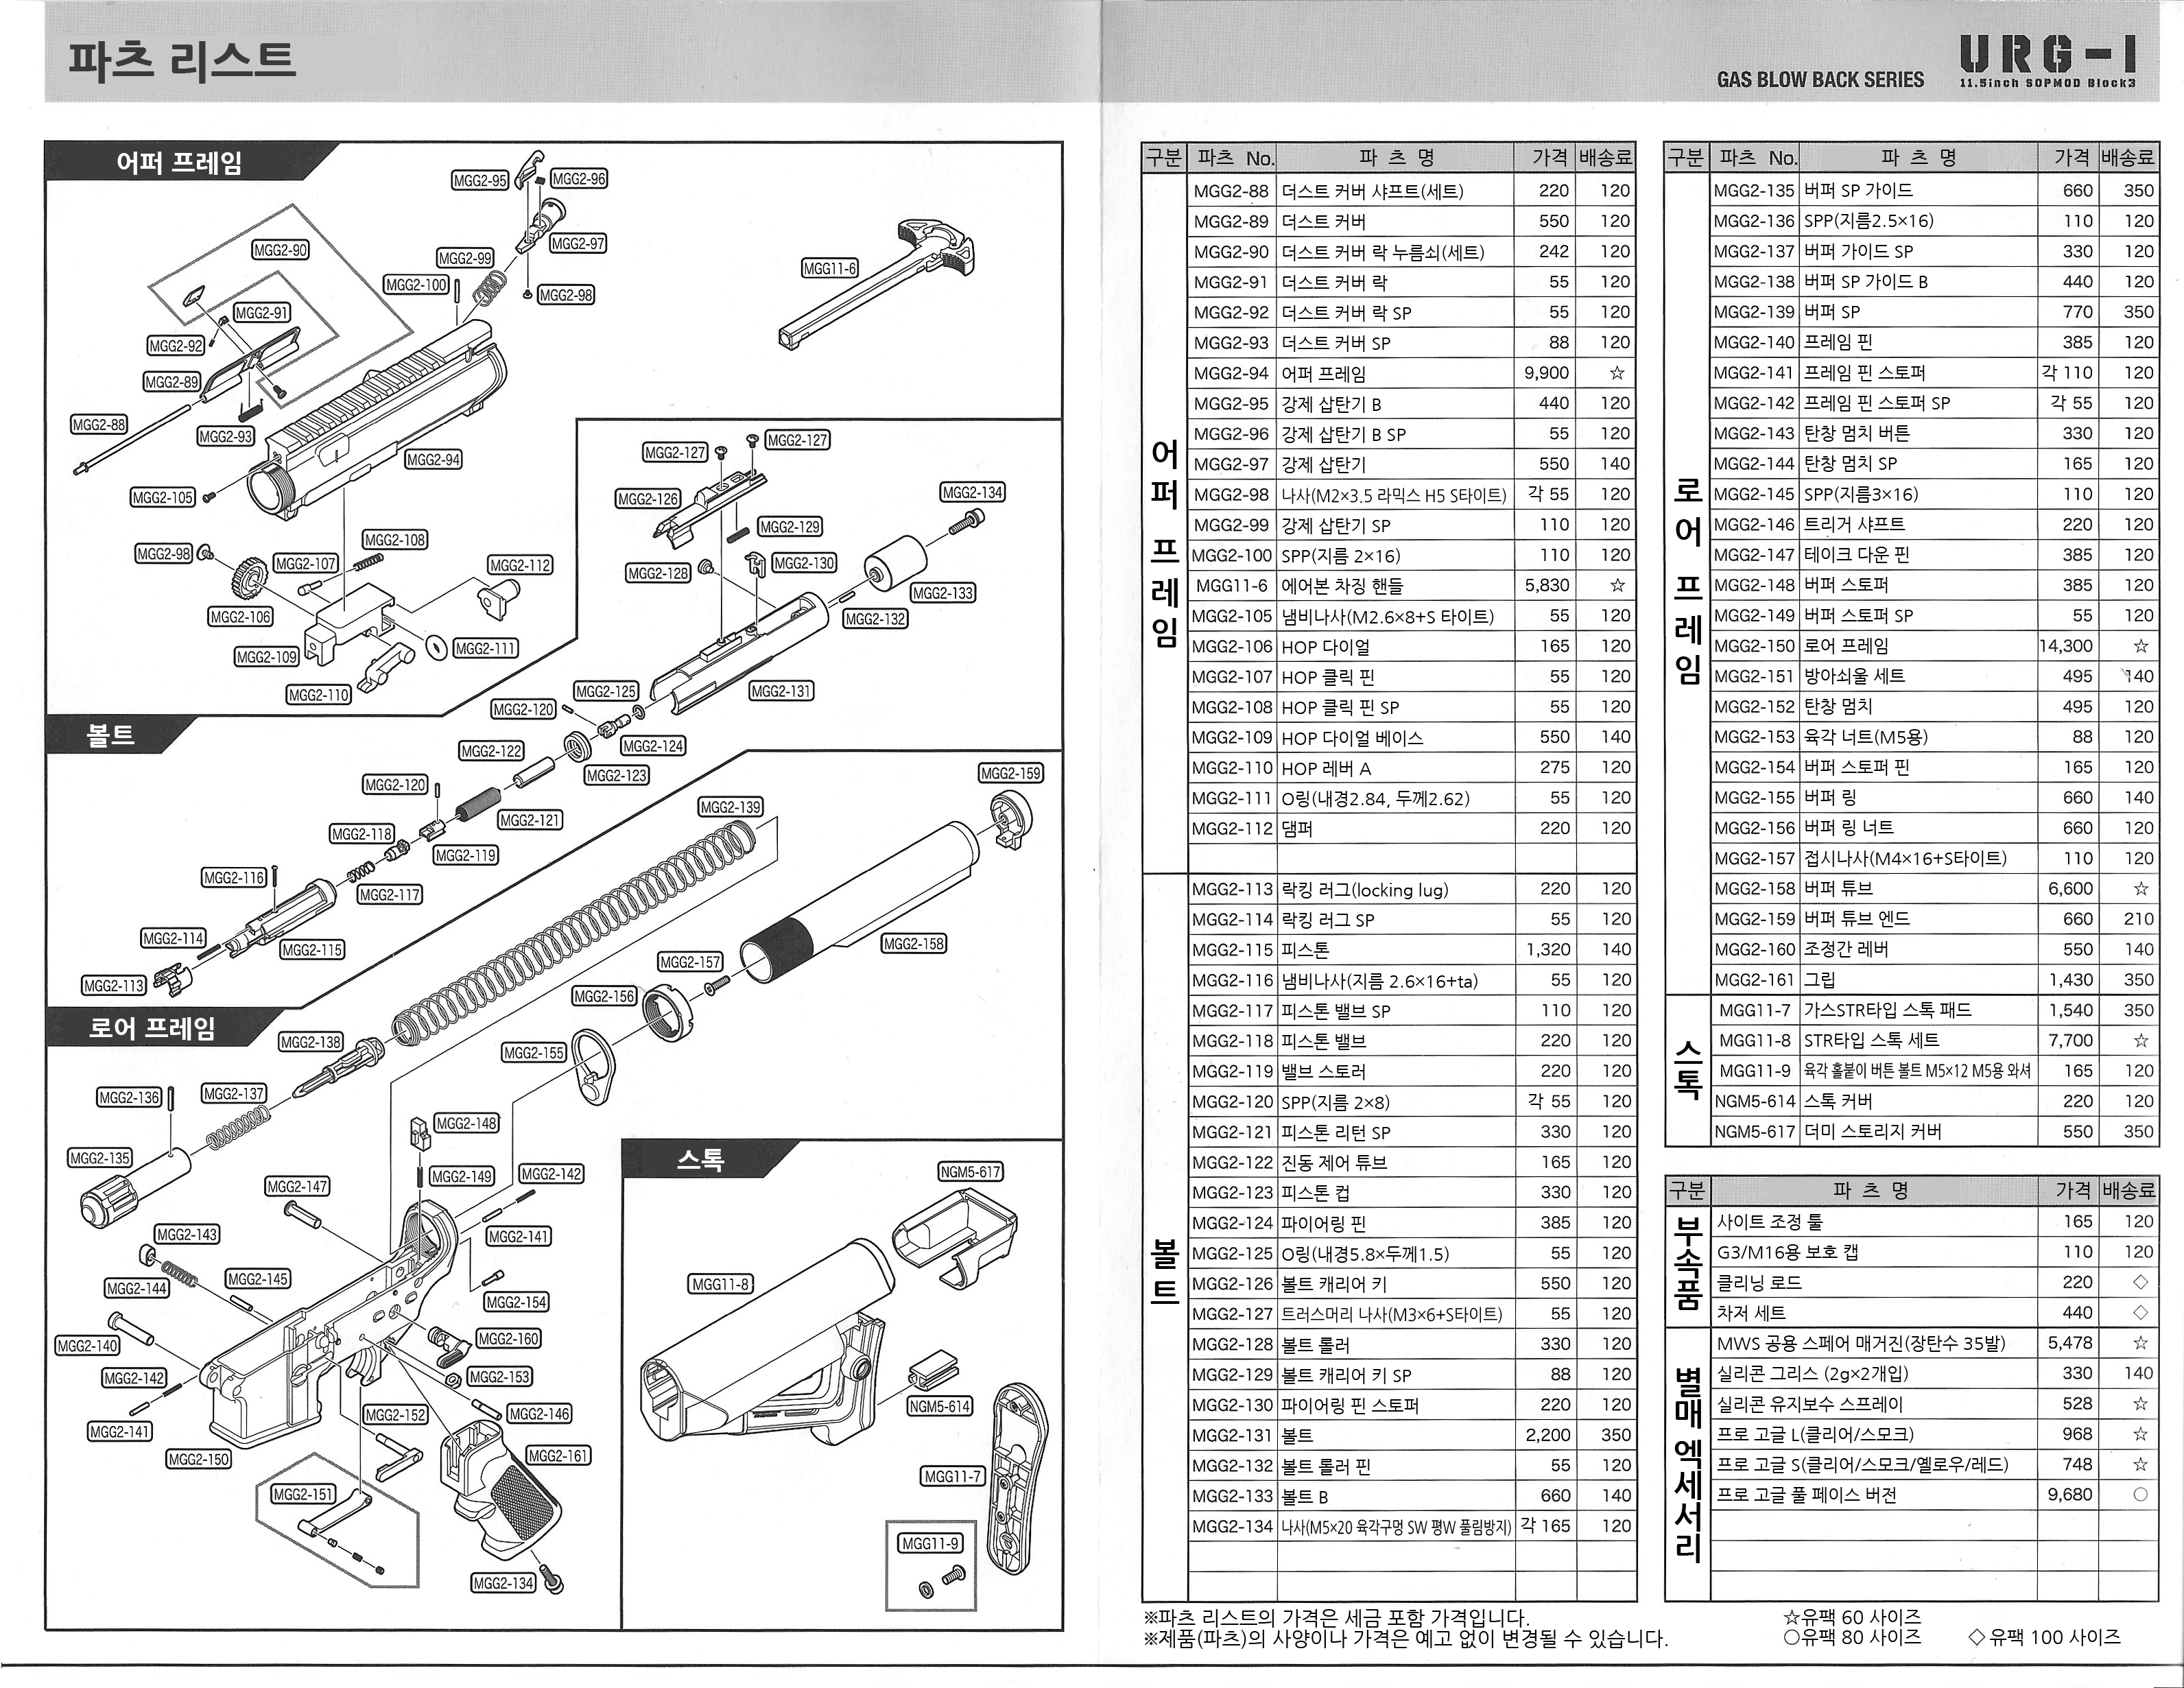 파츠 리스트
GAS BLOW BACK SERIES
URG-I
11.5inch SOPMOD Block3
어퍼 프레임
MGG2-95
MGG2-96
MGG2-97
MGG2-90
MGG2-99
MGG2-100
MGG2-98
MGG11-6
MGG2-91
MGG2-92
MGG2-89
MGG2-88
MGG2-93
MGG2-94
MGG2-105
MGG2-98
MGG2-107
MGG2-108
MGG2-112
MGG2-106
MGG2-109
MGG2-111
MGG2-110
볼트
MGG2-127
MGG2-127
MGG2-126
MGG2-134
MGG2-129
MGG2-128
MGG2-130
MGG2-133
MGG2-132
MGG2-125
MGG2-131
MGG2-120
MGG2-124
MGG2-122
MGG2-123
MGG2-120
MGG2-121
MGG2-118
MGG2-119
MGG2-116
MGG2-117
MGG2-114
MGG2-115
MGG2-113
로어 프레임
MGG2-159
MGG2-139
MGG2-158
MGG2-157
MGG2-156
MGG2-138
MGG2-155
MGG2-136
MGG2-137
MGG2-148
MGG2-135
MGG2-149
MGG2-142
MGG2-147
MGG2-143
MGG2-141
MGG2-144
MGG2-145
MGG2-154
MGG2-140
MGG2-160
MGG2-142
MGG2-153
MGG2-152
MGG2-146
MGG2-141
MGG2-150
MGG2-161
MGG2-151
MGG2-134
스톡
NGM5-617
MGG11-8
NGM5-614
MGG11-7
MGG11-9
구분 파츠 No. 파 츠 명 가격 배송료
어퍼 프레임
MGG2-88 더스트 커버 샤프트(세트) 220 120
MGG2-89 더스트 커버 550 120
MGG2-90 더스트 커버 락 누름쇠(세트) 242 120
MGG2-91 더스트 커버 락 55 120
MGG2-92 더스트 커버 락 SP 55 120
MGG2-93 더스트 커버 SP 88 120
MGG2-94 어퍼 프레임 9,900 ☆
MGG2-95 강제 삽탄기 B 440 120
MGG2-96 강제 삽탄기 B SP 55 120
MGG2-97 강제 삽탄기 550 140
MGG2-98 나사(M2×3.5 라믹스 H5 S타이트) 각 55 120
MGG2-99 강제 삽탄기 SP 110 120
MGG2-100 SPP(지름 2×16) 110 120
MGG11-6 에어본 차징 핸들 5,830 ☆
MGG2-105 냄비나사(M2.6×8+S 타이트) 55 120
MGG2-106 HOP 다이얼 165 120
MGG2-107 HOP 클릭 핀 55 120
MGG2-108 HOP 클릭 핀 SP 55 120
MGG2-109 HOP 다이얼 베이스 550 140
MGG2-110 HOP 레버 A 275 120
MGG2-111 O링(내경2.84, 두께2.62) 55 120
MGG2-112 댐퍼 220 120
볼트
MGG2-113 락킹 러그(locking lug) 220 120
MGG2-114 락킹 러그 SP 55 120
MGG2-115 피스톤 1,320 140
MGG2-116 냄비나사(지름 2.6×16+ta) 55 120
MGG2-117 피스톤 밸브 SP 110 120
MGG2-118 피스톤 밸브 220 120
MGG2-119 밸브 스토러 220 120
MGG2-120 SPP(지름 2×8) 각 55 120
MGG2-121 피스톤 리턴 SP 330 120
MGG2-122 진동 제어 튜브 165 120
MGG2-123 피스톤 컵 330 120
MGG2-124 파이어링 핀 385 120
MGG2-125 O링(내경5.8×두께1.5) 55 120
MGG2-126 볼트 캐리어 키 550 120
MGG2-127 트러스머리 나사(M3×6+S타이트) 55 120
MGG2-128 볼트 롤러 330 120
MGG2-129 볼트 캐리어 키 SP 88 120
MGG2-130 파이어링 핀 스토퍼 220 120
MGG2-131 볼트 2,200 350
MGG2-132 볼트 롤러 핀 55 120
MGG2-133 볼트 B 660 140
MGG2-134 나사(M5×20 육각구멍 SW 평W 풀림방지) 각 165 120
구분 파츠 No. 파 츠 명 가격 배송료
로어 프레임
MGG2-135 버퍼 SP 가이드 660 350
MGG2-136 SPP(지름2.5×16) 110 120
MGG2-137 버퍼 가이드 SP 330 120
MGG2-138 버퍼 SP 가이드 B 440 120
MGG2-139 버퍼 SP 770 350
MGG2-140 프레임 핀 385 120
MGG2-141 프레임 핀 스토퍼 각 110 120
MGG2-142 프레임 핀 스토퍼 SP 각 55 120
MGG2-143 탄창 멈치 버튼 330 120
MGG2-144 탄창 멈치 SP 165 120
MGG2-145 SPP(지름3×16) 110 120
MGG2-146 트리거 샤프트 220 120
MGG2-147 테이크 다운 핀 385 120
MGG2-148 버퍼 스토퍼 385 120
MGG2-149 버퍼 스토퍼 SP 55 120
MGG2-150 로어 프레임 14,300 ☆
MGG2-151 방아쇠울 세트 495 140
MGG2-152 탄창 멈치 495 120
MGG2-153 육각 너트(M5용) 88 120
MGG2-154 버퍼 스토퍼 핀 165 120
MGG2-155 버퍼 링 660 140
MGG2-156 버퍼 링 너트 660 120
MGG2-157 접시나사(M4×16+S타이트) 110 120
MGG2-158 버퍼 튜브 6,600 ☆
MGG2-159 버퍼 튜브 엔드 660 210
MGG2-160 조정간 레버 550 140
MGG2-161 그립 1,430 350
스톡
MGG11-7 가스STR타입 스톡 패드 1,540 350
MGG11-8 STR타입 스톡 세트 7,700 ☆
MGG11-9 육각 홀붙이 버튼 볼트 M5×12 M5용 와셔 165 120
NGM5-614 스톡 커버 220 120
NGM5-617 더미 스토리지 커버 550 350
구분 파 츠 명 가격 배송료
부속품
사이트 조정 툴 165 120
G3/M16용 보호 캡 110 120
클리닝 로드 220 ◇
차저 세트 440 ◇
별매 엑세서리
MWS 공용 스페어 매거진(장탄수 35발) 5,478 ☆
실리콘 그리스 (2g×2개입) 330 140
실리콘 유지보수 스프레이 528 ☆
프로 고글 L(클리어/스모크) 968 ☆
프로 고글 S(클리어/스모크/옐로우/레드) 748 ☆
프로 고글 풀 페이스 버전 9,680 ○
※파츠 리스트의 가격은 세금 포함 가격입니다.
※제품(파츠)의 사양이나 가격은 예고 없이 변경될 수 있습니다.
☆유팩 60 사이즈
○유팩 80 사이즈 ◇유팩 100 사이즈